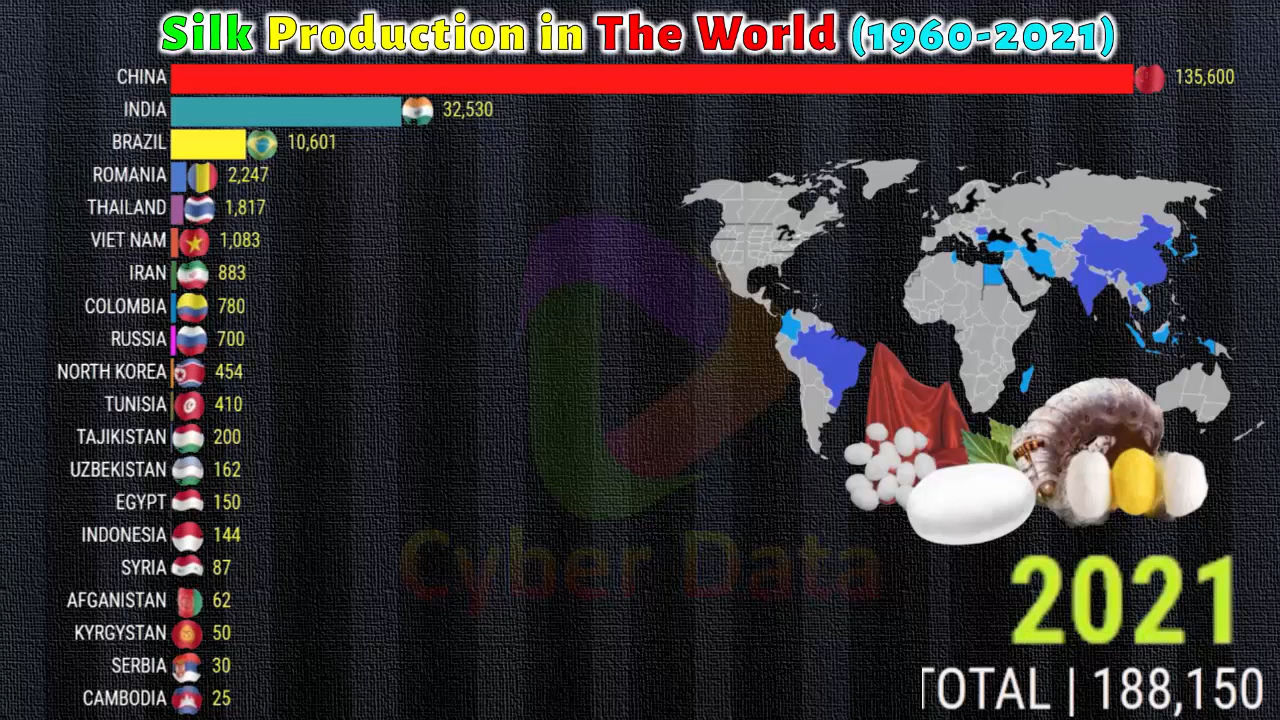 Silk Production in The World (1960-2021)
CHINA 135,600
INDIA 32,530
BRAZIL 10,601
ROMANIA 2,247
THAILAND 1,817
VIET NAM 1,083
IRAN 883
COLOMBIA 780
RUSSIA 700
NORTH KOREA 454
TUNISIA 410
TAJIKISTAN 200
UZBEKISTAN 162
EGYPT 150
INDONESIA 144
SYRIA 87
AFGANISTAN 62
KYRGYSTAN 50
SERBIA 30
CAMBODIA 25
Cyber Data
2021
TOTAL | 188,150